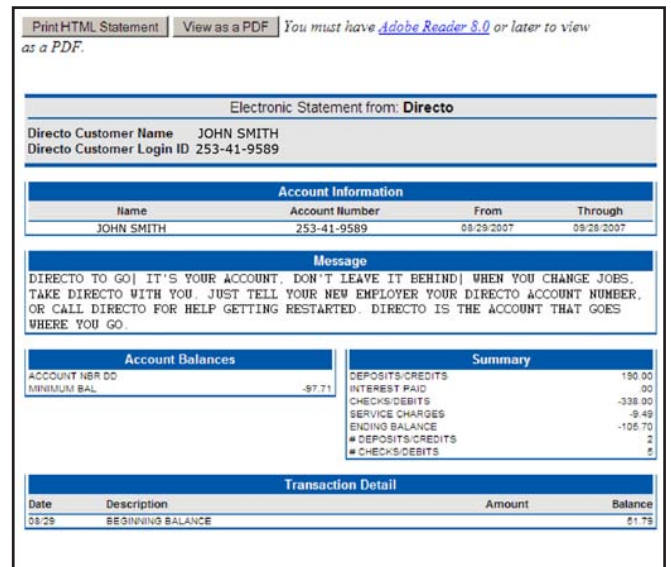 Print HTML Statement View as a PDF You must have Adobe Reader 8.0 or later to view
as a PDF.
Electronic Statement from: Directo
Directo Customer Name JOHN SMITH
Directo Customer Login ID 253-41-9589
Account Information
Name Account Number From Through
JOHN SMITH 253-41-9589 08/29/2007 09/28/2007
Message
DIRECTO TO GO| IT'S YOUR ACCOUNT, DON'T LEAVE IT BEHIND| WHEN YOU CHANGE JOBS,
TAKE DIRECTO WITH YOU. JUST TELL YOUR NEW EMPLOYER YOUR DIRECTO ACCOUNT NUMBER,
OR CALL DIRECTO FOR HELP GETTING RESTARTED. DIRECTO IS THE ACCOUNT THAT GOES
WHERE YOU GO.
Account Balances
ACCOUNT NBR DD
MINIMUM BAL -97.71
Summary
DEPOSITS/CREDITS 190.00
INTEREST PAID .00
CHECKS/DEBITS -338.00
SERVICE CHARGES -9.49
ENDING BALANCE -105.70
# DEPOSITS/CREDITS 2
# CHECKS/DEBITS 5
Transaction Detail
Date Description Amount Balance
08/29 BEGINNING BALANCE 51.79